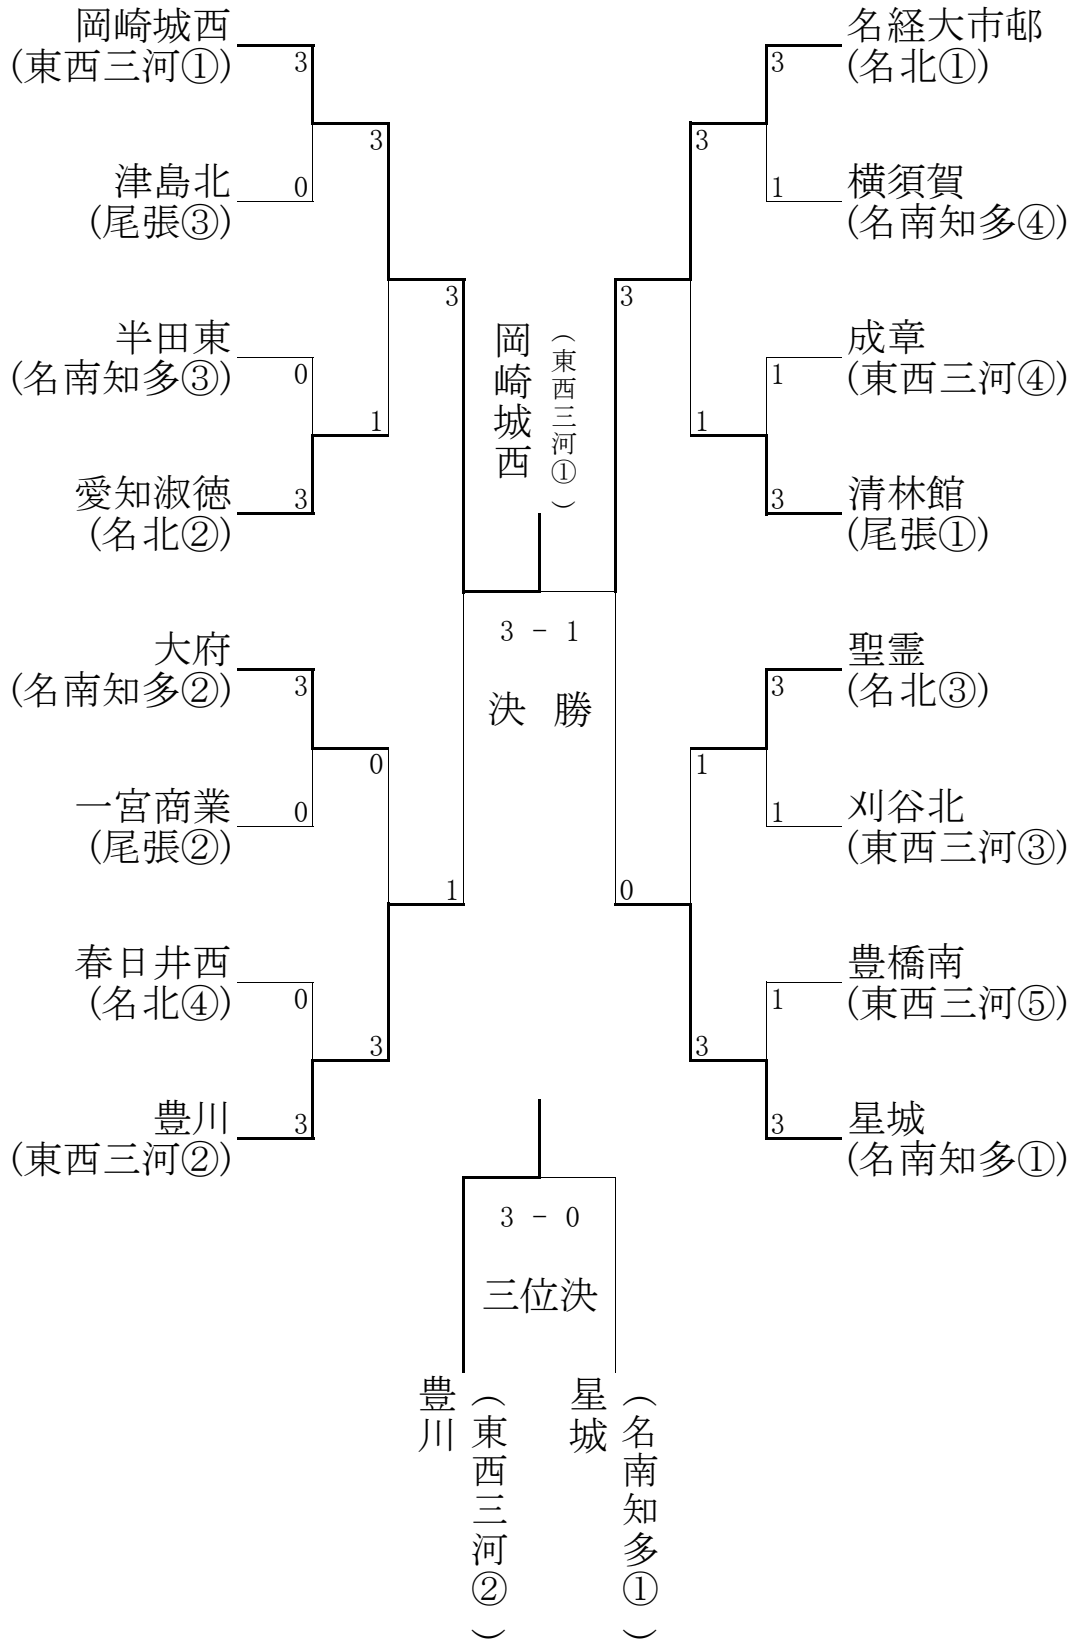 岡崎城西
(東西三河①)
3
3
津島北
(尾張③)
0
3
半田東
(名南知多③)
0
1
愛知淑徳
(名北②)
3
大府
(名南知多②)
3
0
一宮商業
(尾張②)
0
1
春日井西
(名北④)
0
3
豊川
(東西三河②)
3
岡崎城西
(東西三河①)
3 - 1
決 勝
名経大市邨
(名北①)
3
3
横須賀
(名南知多④)
1
3
成章
(東西三河④)
1
1
清林館
(尾張①)
3
聖霊
(名北③)
3
1
刈谷北
(東西三河③)
1
0
豊橋南
(東西三河⑤)
1
3
星城
(名南知多①)
3
3 - 0
三位決
豊川
(東西三河②)
星城
(名南知多①)